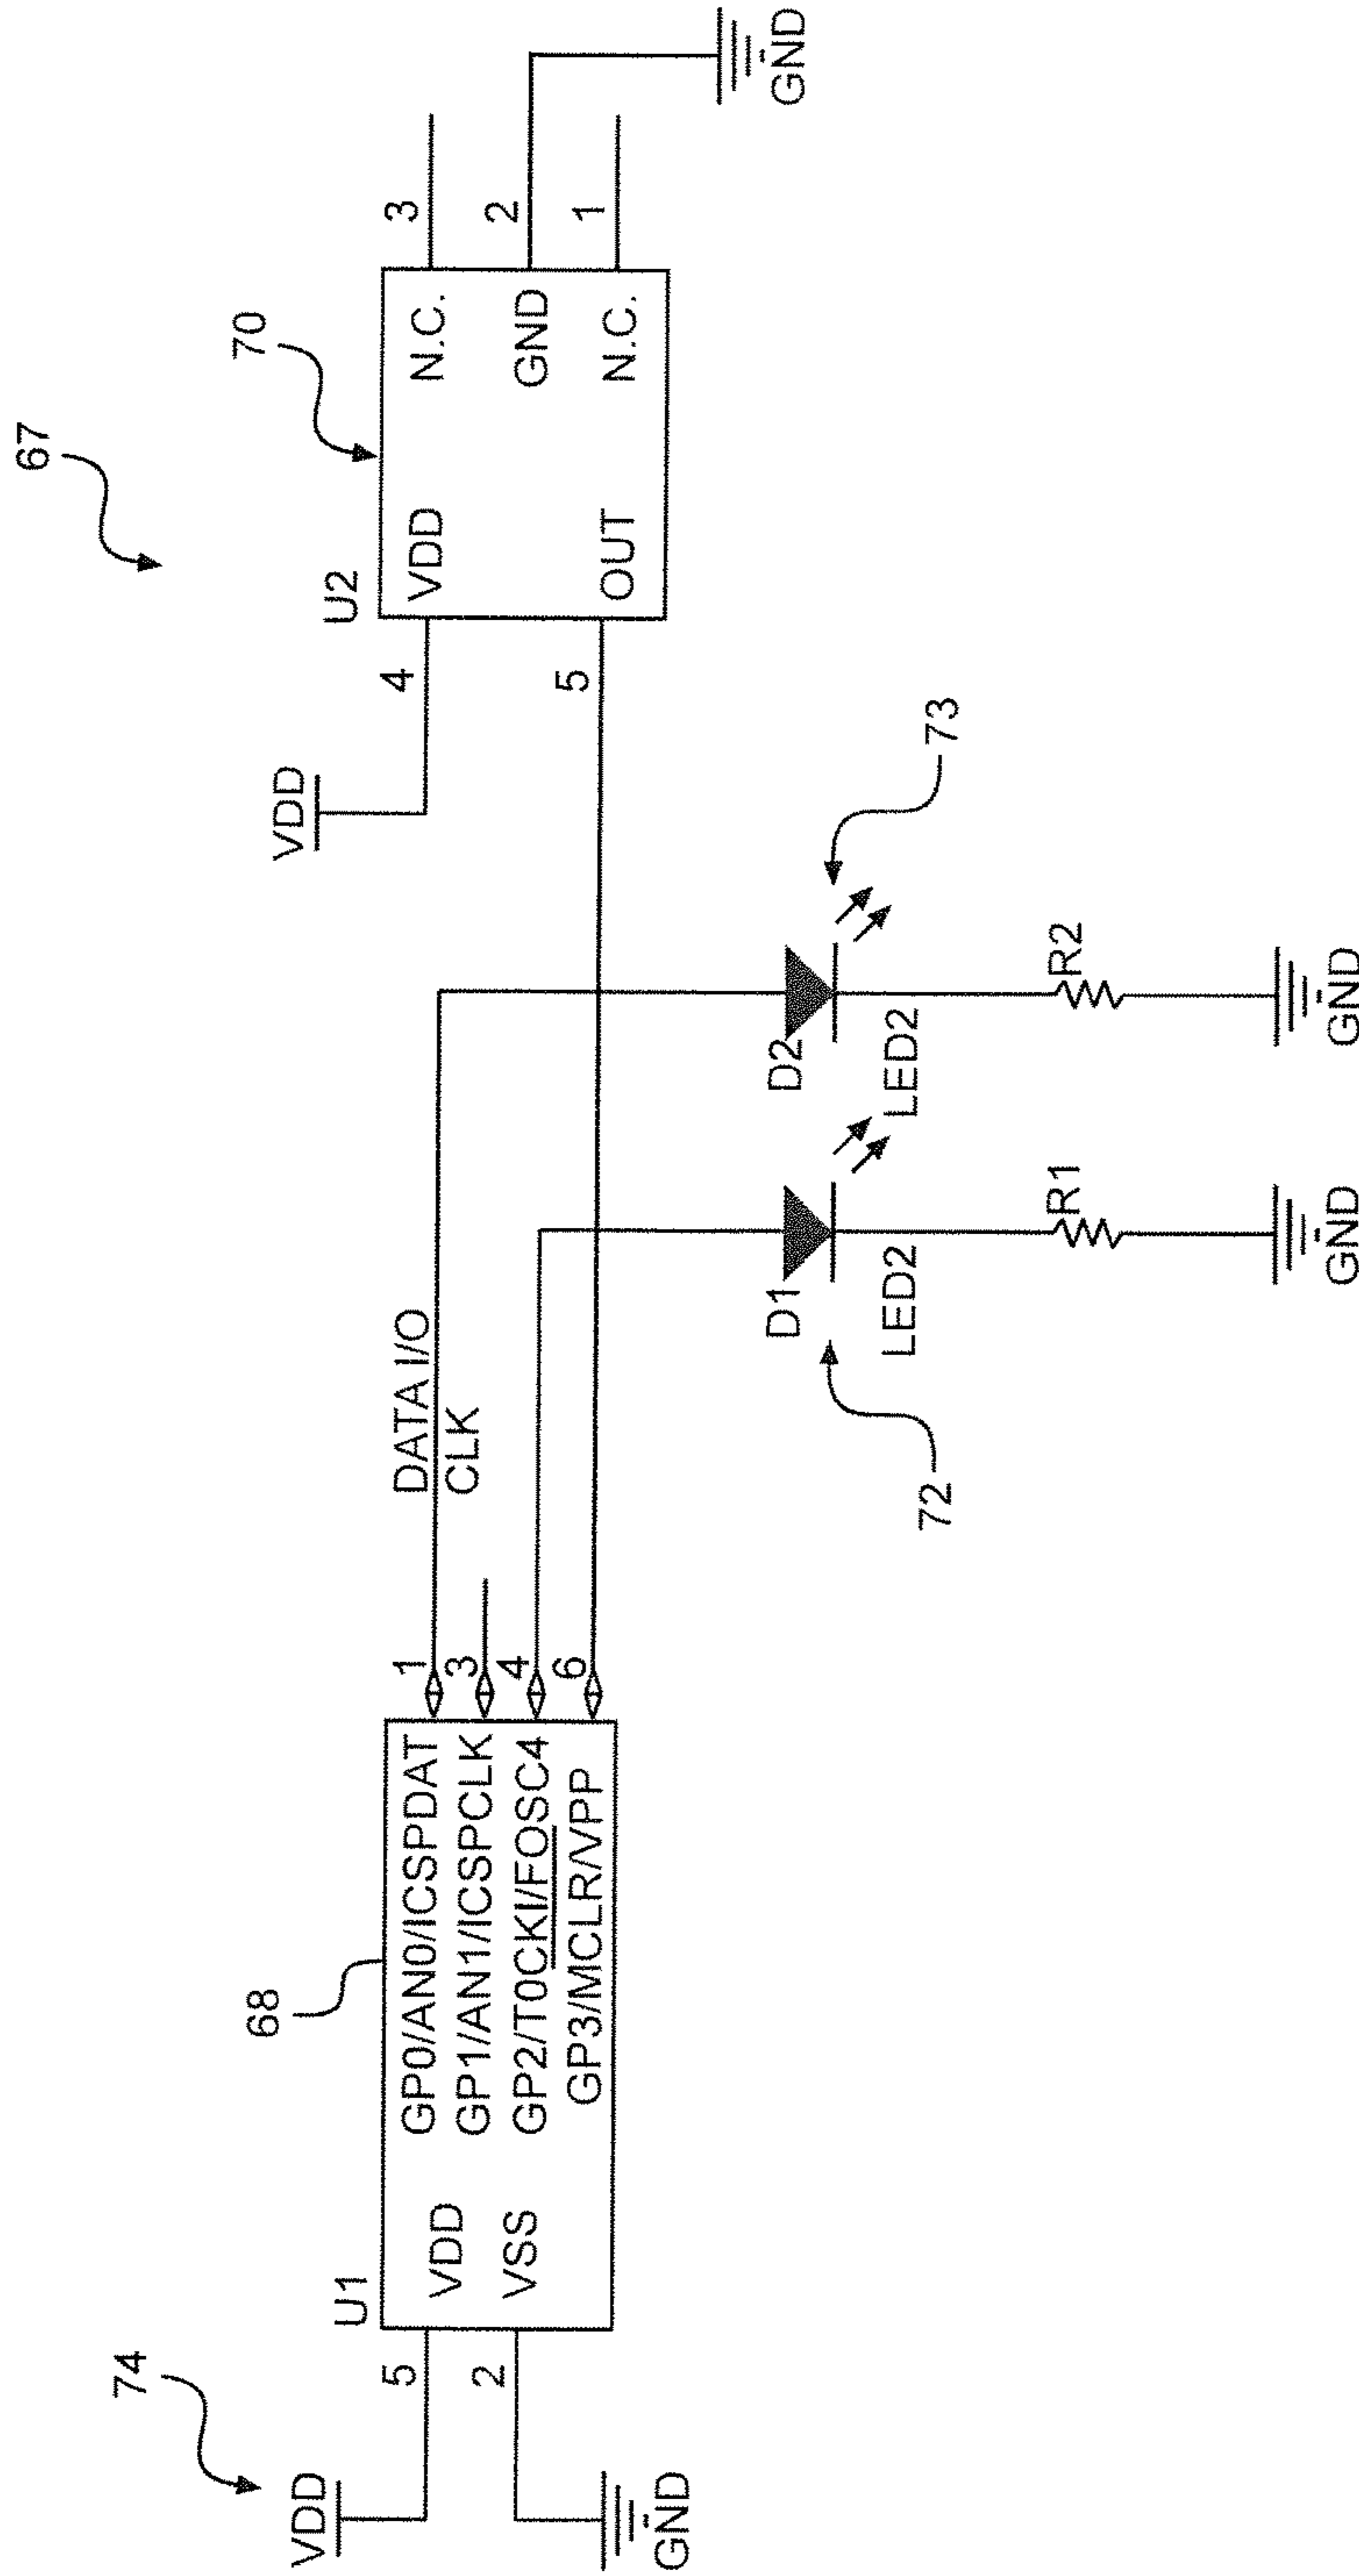 67
74
VDD
5
2
GND
U1
68
VDD
VSS
GP0/AN0/ICSPDAT
GP1/AN1/ICSPCLK
GP2/T0CKI/FOSC4
GP3/MCLR/VPP
1
3
4
6
DATA I/O
CLK
72
D1
LED2
R1
GND
D2
LED2
R2
GND
73
VDD
4
5
U2
70
VDD
OUT
N.C.
GND
N.C.
3
2
1
GND